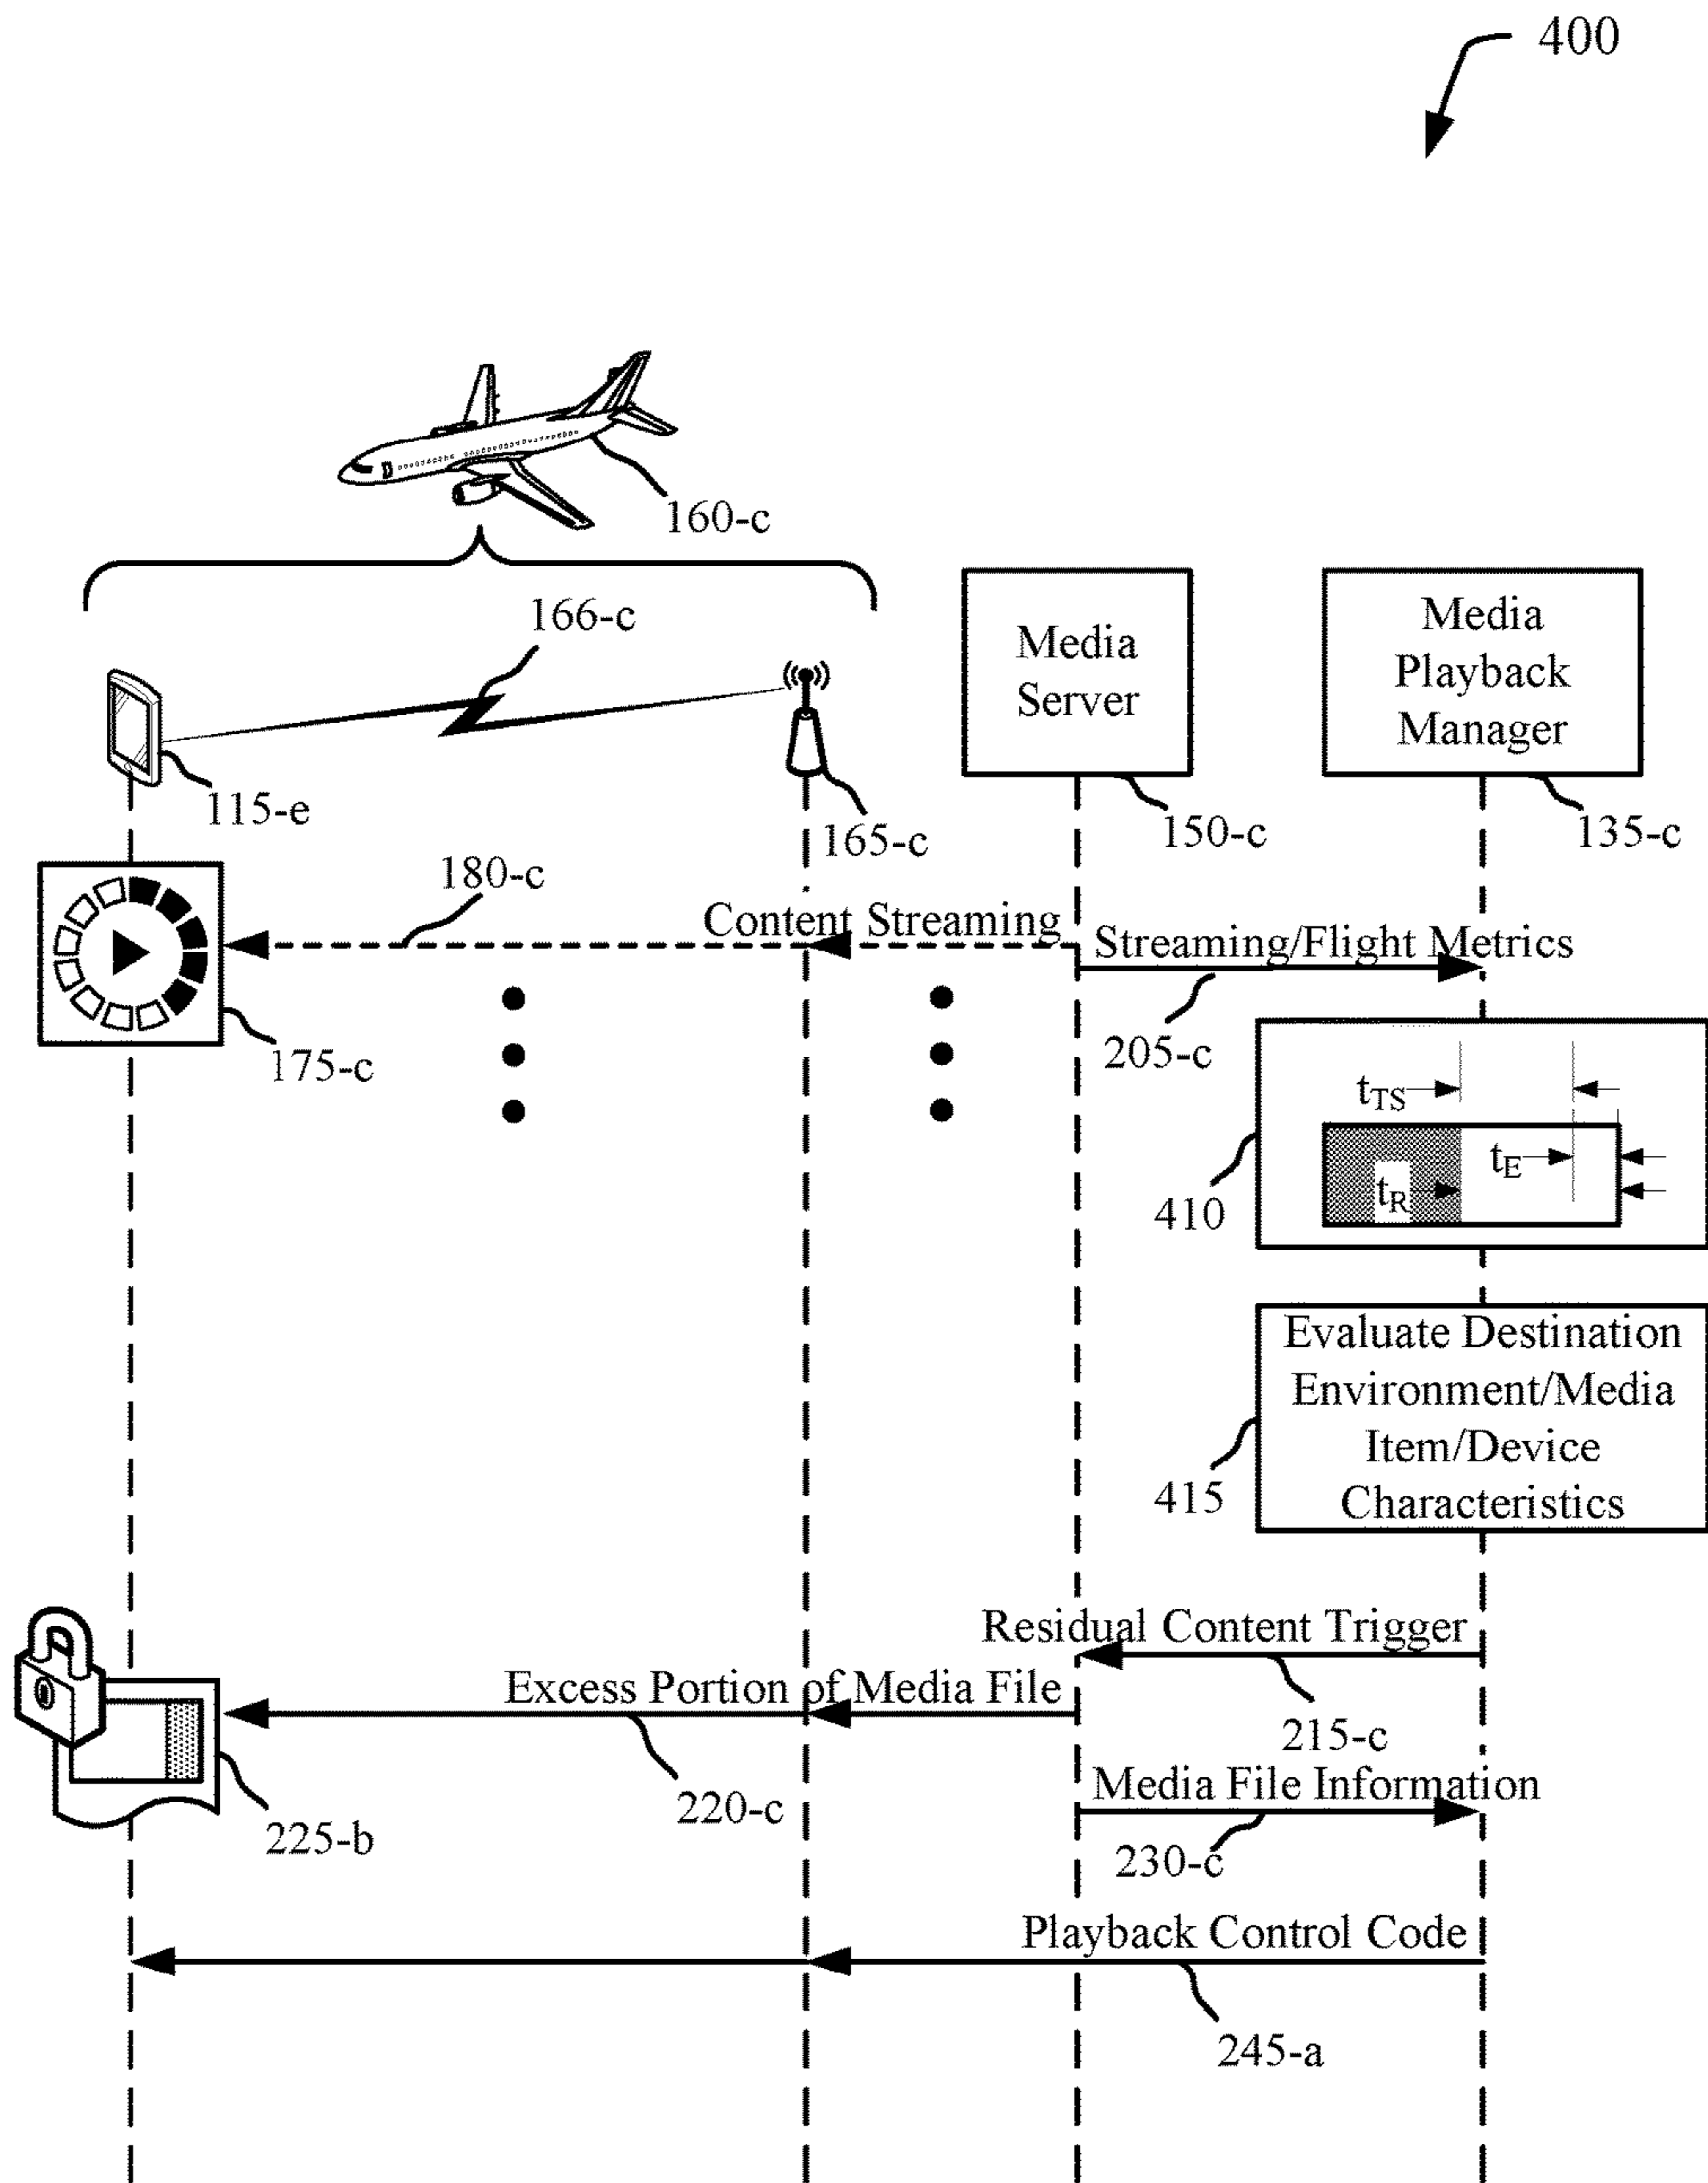 400
160-c
166-c
Media
Server
Media
Playback
Manager
115-e
165-c
150-c
135-c
180-c
Content Streaming
Streaming/Flight Metrics
175-c
205-c
tTS
tE
tR
410
Evaluate Destination
Environment/Media
Item/Device
Characteristics
415
Residual Content Trigger
Excess Portion of Media File
215-c
220-c
Media File Information
225-b
230-c
Playback Control Code
245-a